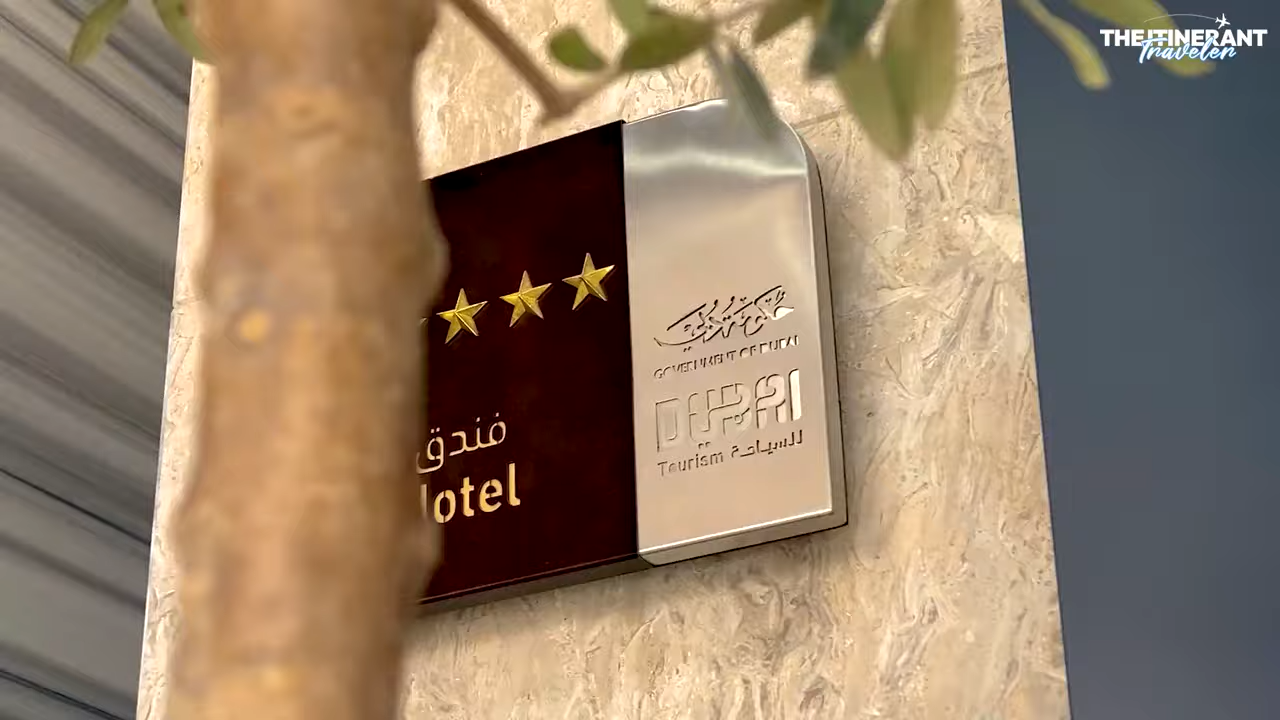 THE ITINERANT
Traveler
فندق
Hotel
حكومة دبي
GOVERNMENT OF DUBAI
DUBAI
Tourism للسياحة